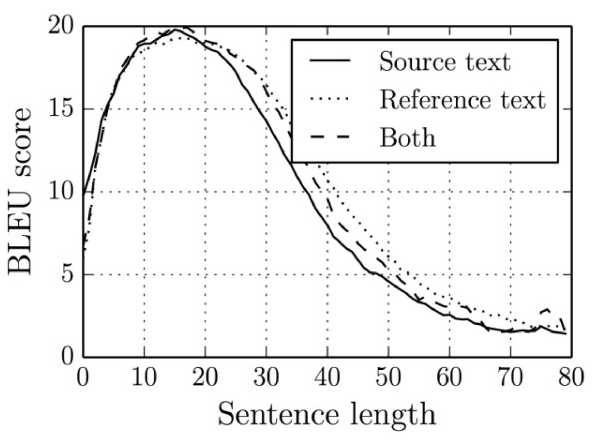 20
15
10
5
0
BLEU score
Source text
Reference text
Both
0 10 20 30 40 50 60 70 80
Sentence length